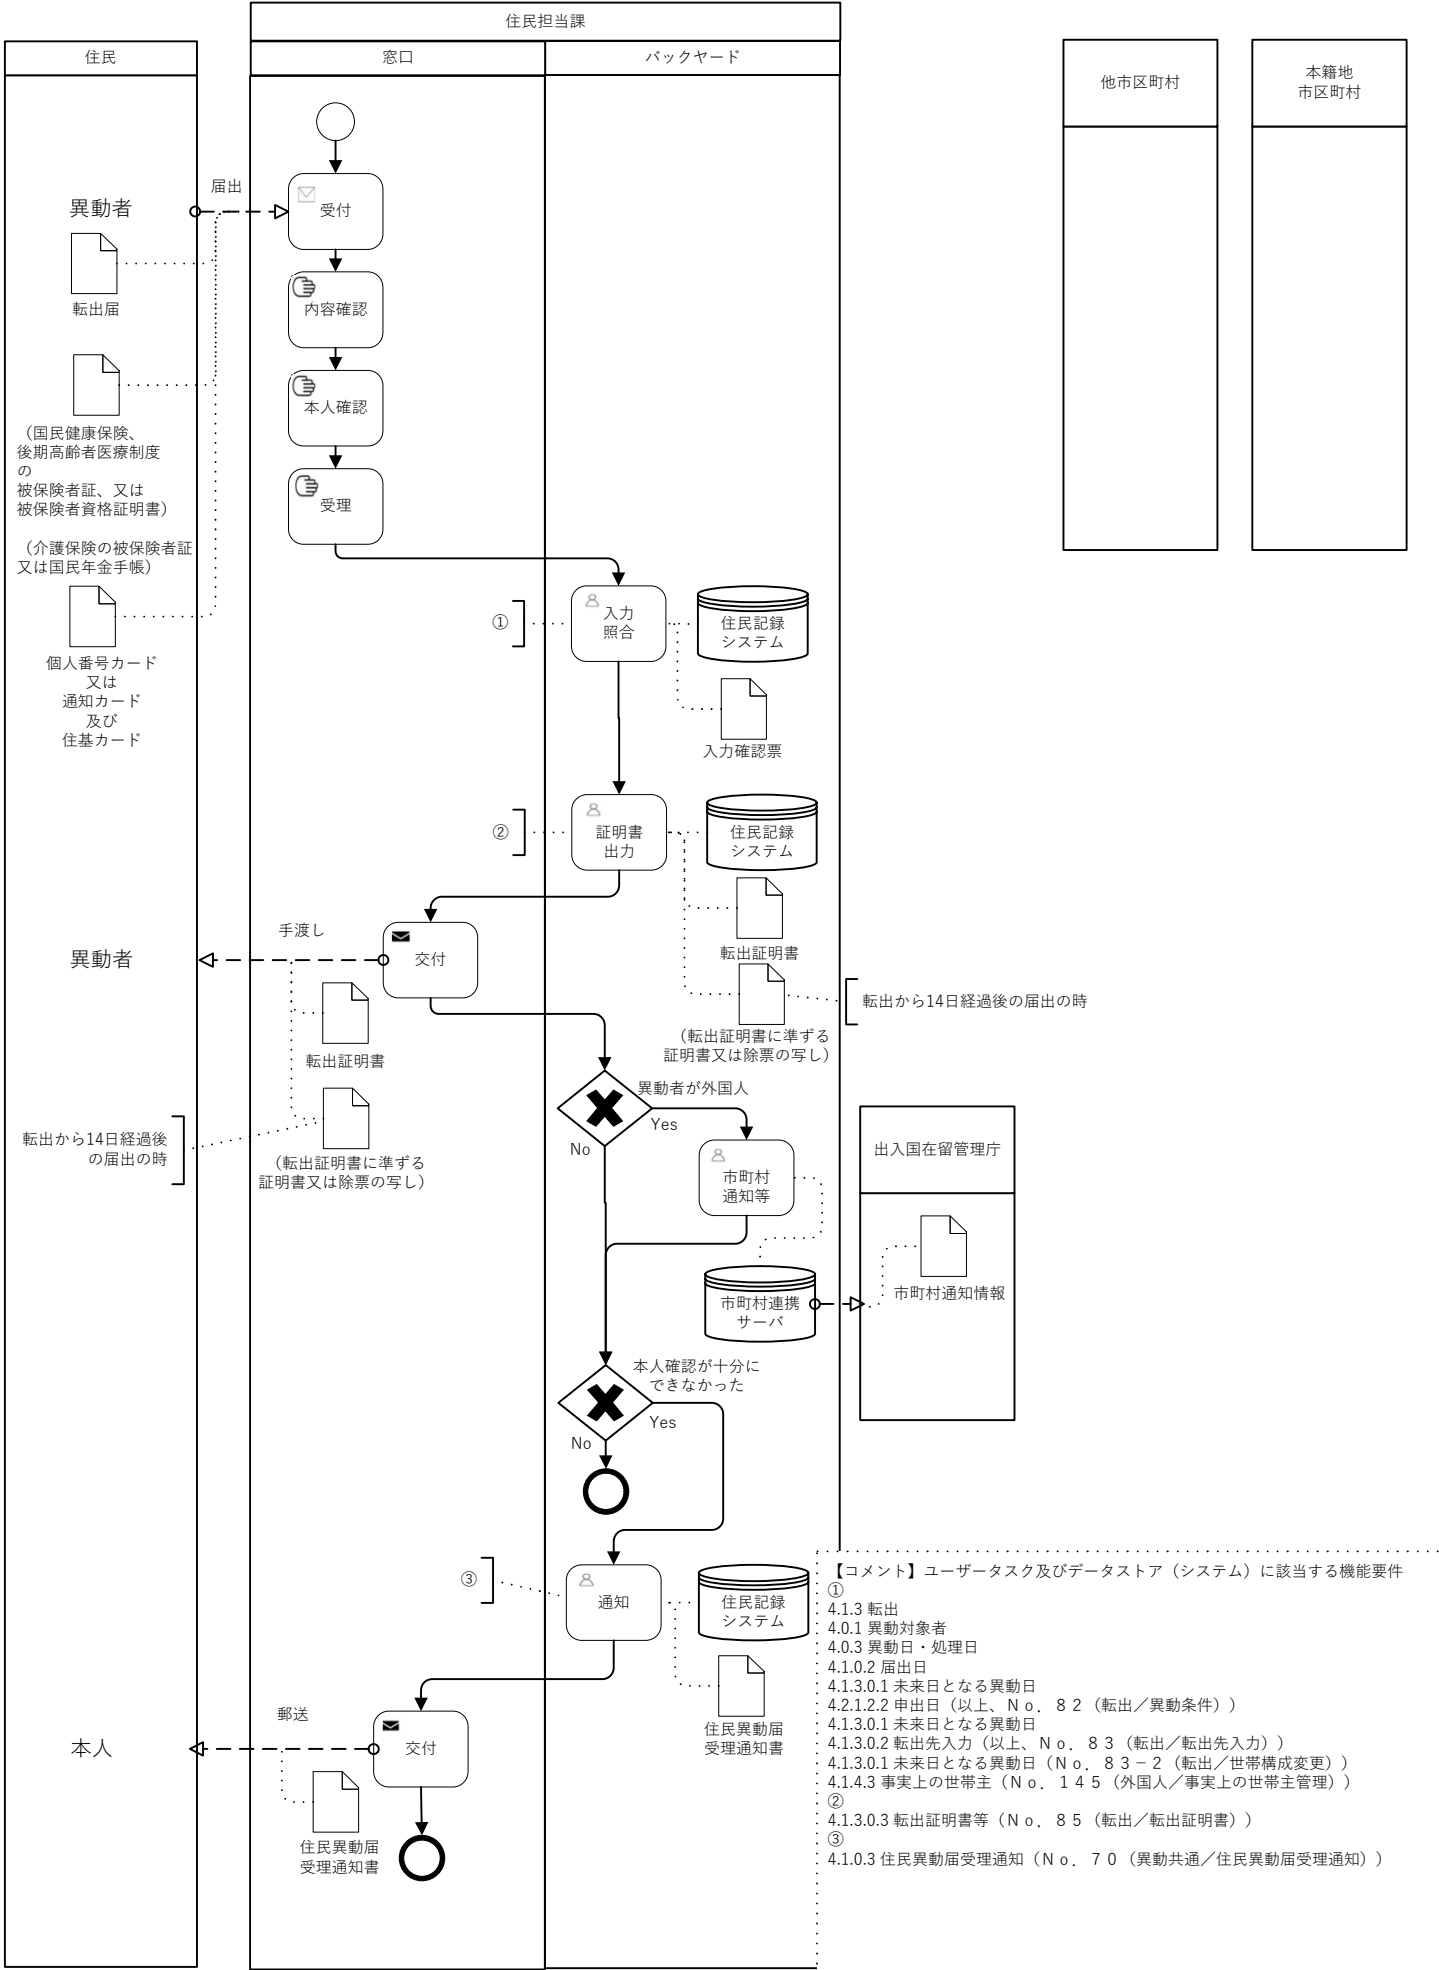 住民担当課
住民
窓口
バックヤード
他市区町村
本籍地
市区町村
届出
異動者
受付
転出届
内容確認
本人確認
（国民健康保険、
後期高齢者医療制度
の
被保険者証、又は
被保険者資格証明書）
（介護保険の被保険者証
又は国民年金手帳）
受理
個人番号カード
又は
通知カード
及び
住基カード
①
入力
照合
住民記録
システム
入力確認票
②
証明書
出力
住民記録
システム
転出証明書
（転出証明書に準ずる
証明書又は除票の写し）
転出から14日経過後の届出の時
手渡し
異動者
交付
転出証明書
転出から14日経過後
の届出の時
（転出証明書に準ずる
証明書又は除票の写し）
異動者が外国人
Yes
No
市町村
通知等
出入国在留管理庁
市町村通知情報
市町村連携
サーバ
本人確認が十分に
できなかった
Yes
No
③
通知
住民記録
システム
住民異動届
受理通知書
郵送
本人
交付
住民異動届
受理通知書
【コメント】ユーザータスク及びデータストア（システム）に該当する機能要件
①
4.1.3 転出
4.0.1 異動対象者
4.0.3 異動日・処理日
4.1.0.2 届出日
4.1.3.0.1 未来日となる異動日
4.2.1.2.2 申出日（以上、Ｎｏ．８２（転出／異動条件））
4.1.3.0.1 未来日となる異動日
4.1.3.0.2 転出先入力（以上、Ｎｏ．８３（転出／転出先入力））
4.1.3.0.1 未来日となる異動日（Ｎｏ．８３－２（転出／世帯構成変更））
4.1.4.3 事実上の世帯主（Ｎｏ．１４５（外国人／事実上の世帯主管理））
②
4.1.3.0.3 転出証明書等（Ｎｏ．８５（転出／転出証明書））
③
4.1.0.3 住民異動届受理通知（Ｎｏ．７０（異動共通／住民異動届受理通知））